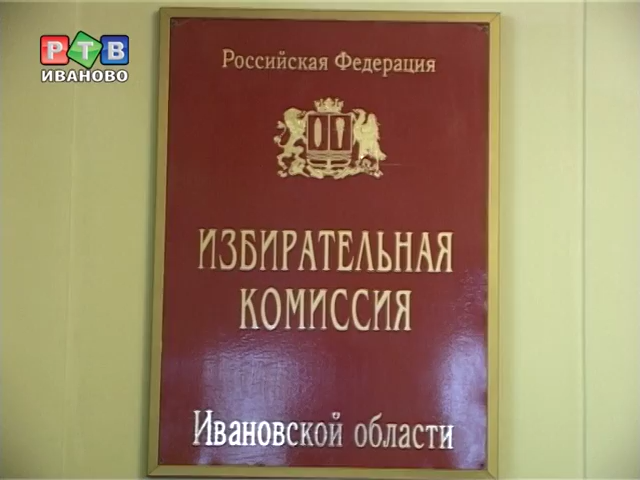 РТВ
ИВАНОВО
Российская Федерация
ИЗБИРАТЕЛЬНАЯ
КОМИССИЯ
Ивановской области